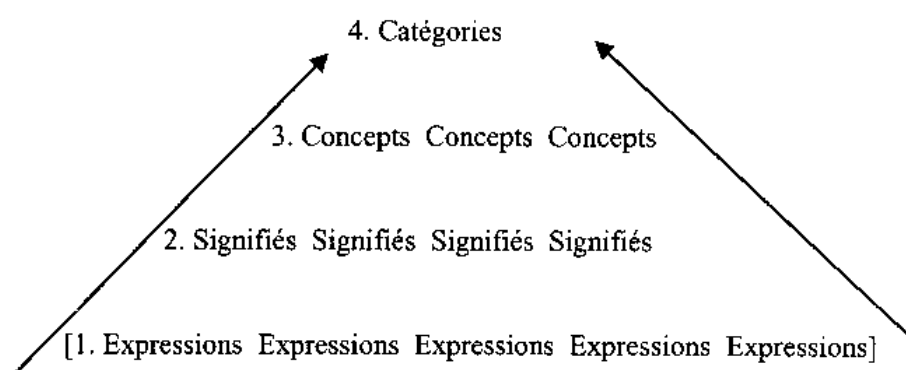 4. Catégories
3. Concepts Concepts Concepts
2. Signifiés Signifiés Signifiés Signifiés
[1. Expressions Expressions Expressions Expressions Expressions]